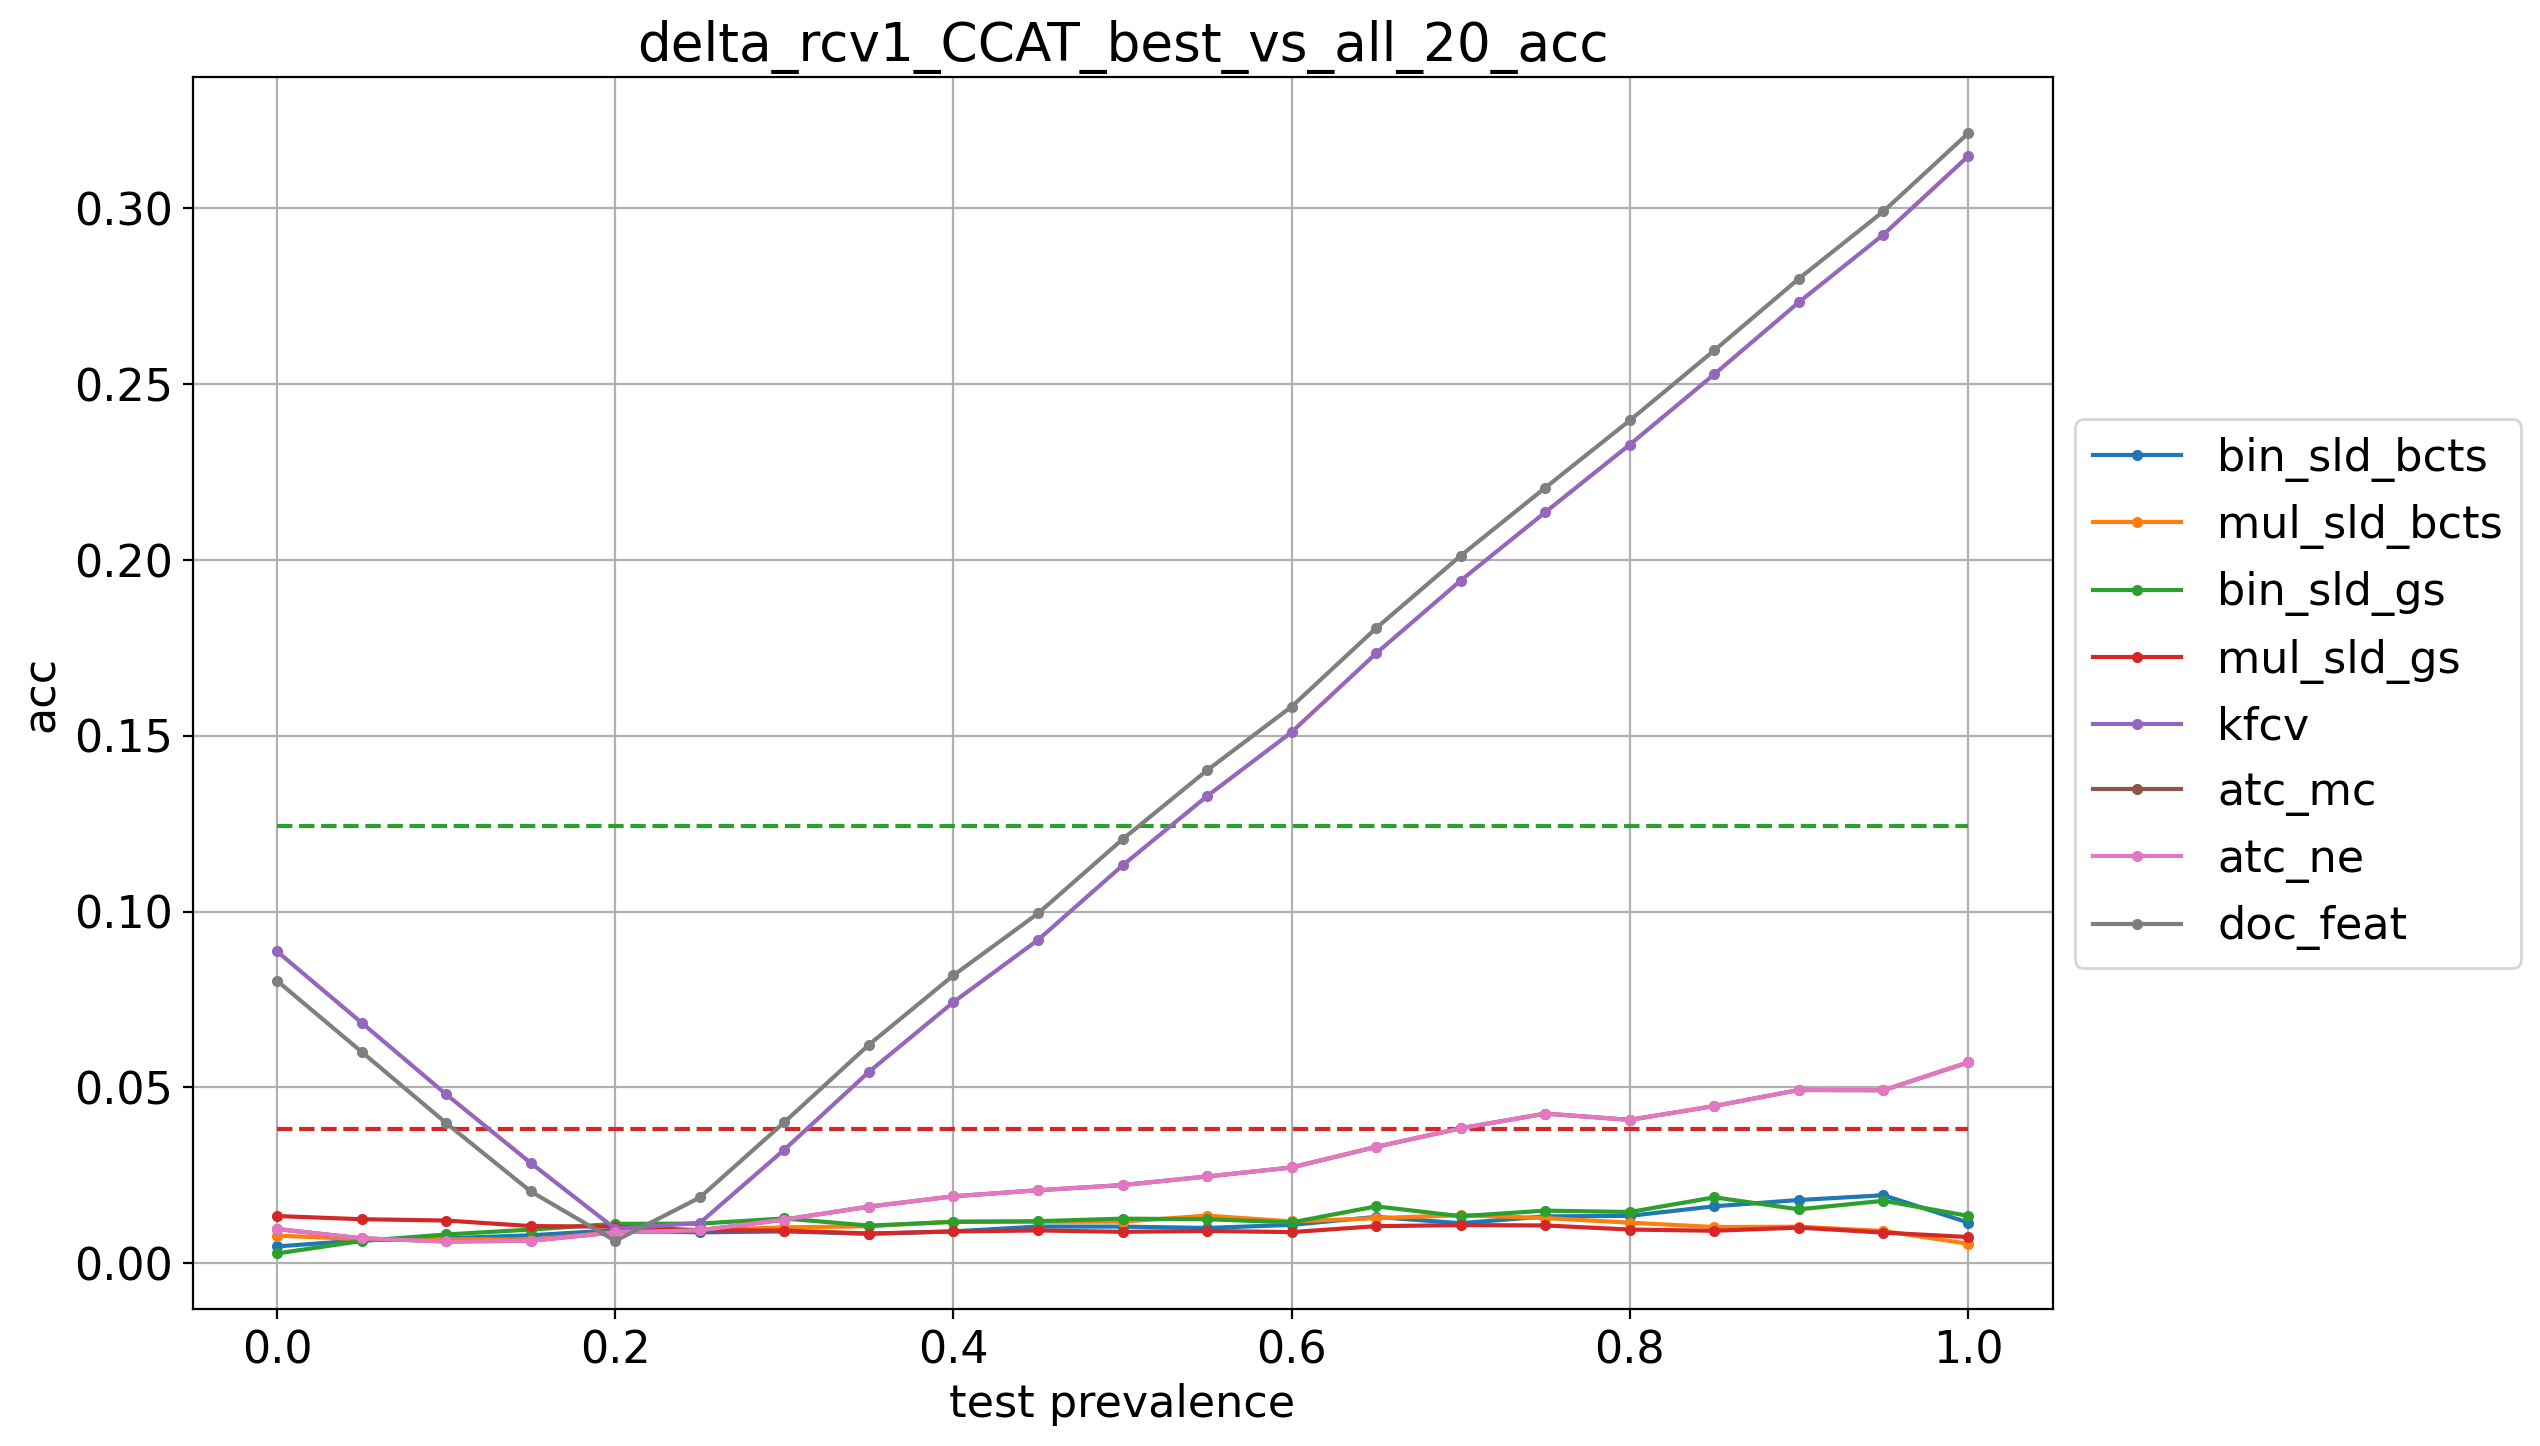 delta_rcv1_CCAT_best_vs_all_20_acc
0.30
0.25
0.20
0.15
0.10
0.05
0.00
acc
0.0 0.2 0.4 0.6 0.8 1.0
test prevalence
bin_sld_bcts
mul_sld_bcts
bin_sld_gs
mul_sld_gs
kfcv
atc_mc
atc_ne
doc_feat